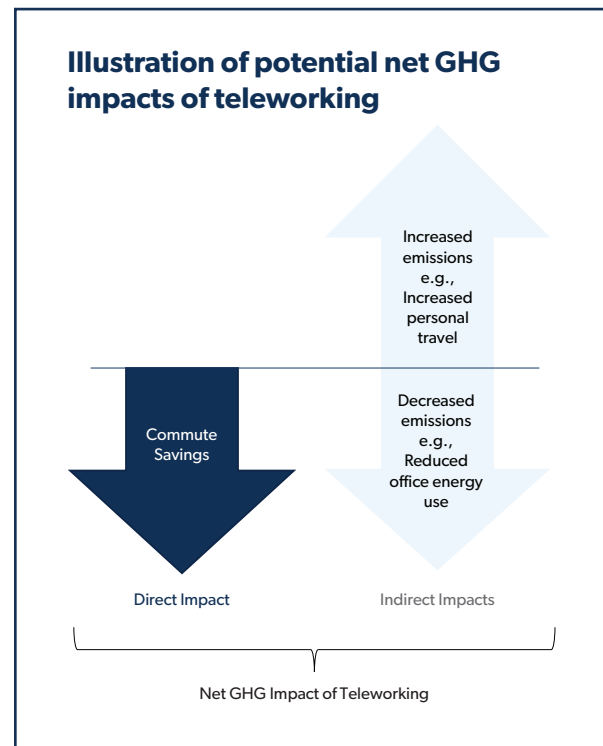 Illustration of potential net GHG
impacts of teleworking
Increased
emissions
e.g.,
Increased
personal
travel
Commute
Savings
Decreased
emissions
e.g.,
Reduced
office energy
use
Direct Impact
Indirect Impacts
Net GHG Impact of Teleworking